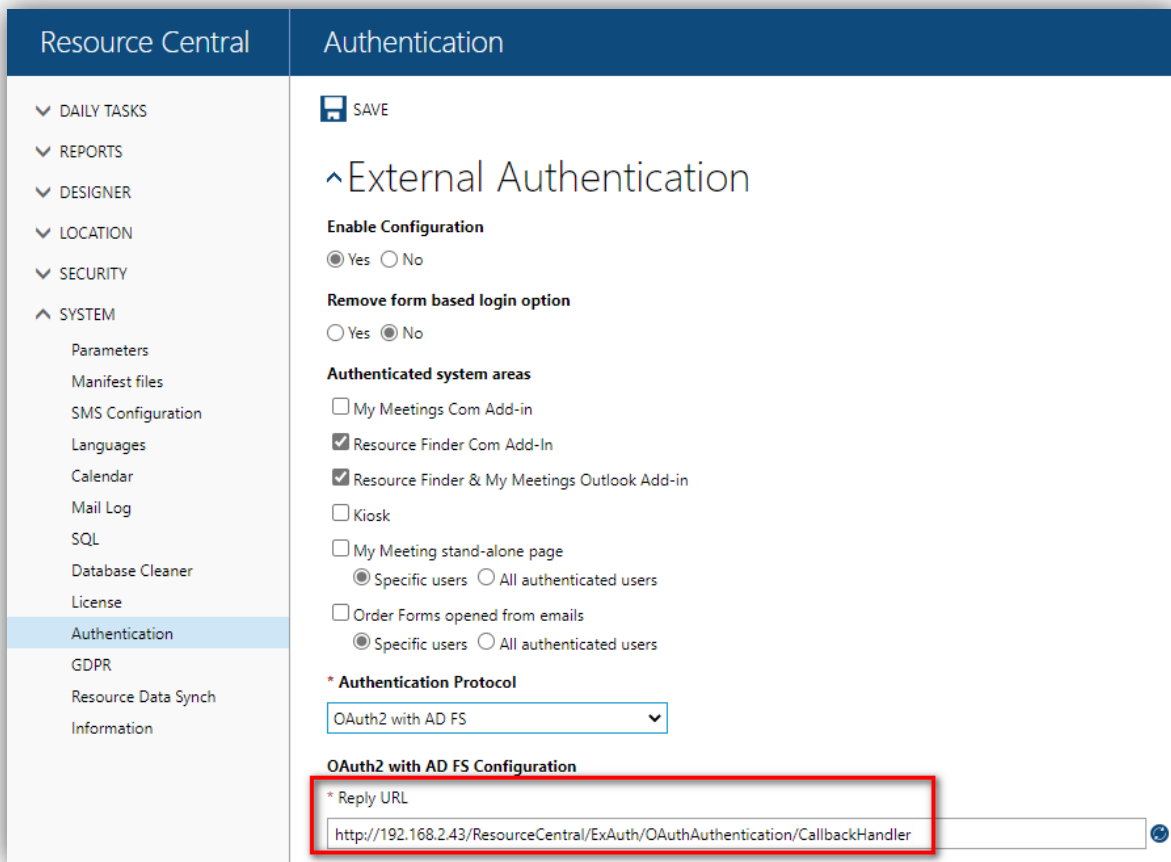 Resource Central
Authentication
DAILY TASKS
REPORTS
DESIGNER
LOCATION
SECURITY
SYSTEM
Parameters
Manifest files
SMS Configuration
Languages
Calendar
Mail Log
SQL
Database Cleaner
License
Authentication
GDPR
Resource Data Synch
Information
SAVE
External Authentication
Enable Configuration
Yes No
Remove form based login option
Yes No
Authenticated system areas
My Meetings Com Add-in
Resource Finder Com Add-In
Resource Finder & My Meetings Outlook Add-in
Kiosk
My Meeting stand-alone page
Specific users All authenticated users
Order Forms opened from emails
Specific users All authenticated users
* Authentication Protocol
OAuth2 with AD FS
OAuth2 with AD FS Configuration
* Reply URL
http://192.168.2.43/ResourceCentral/ExAuth/OAuthAuthentication/CallbackHandler